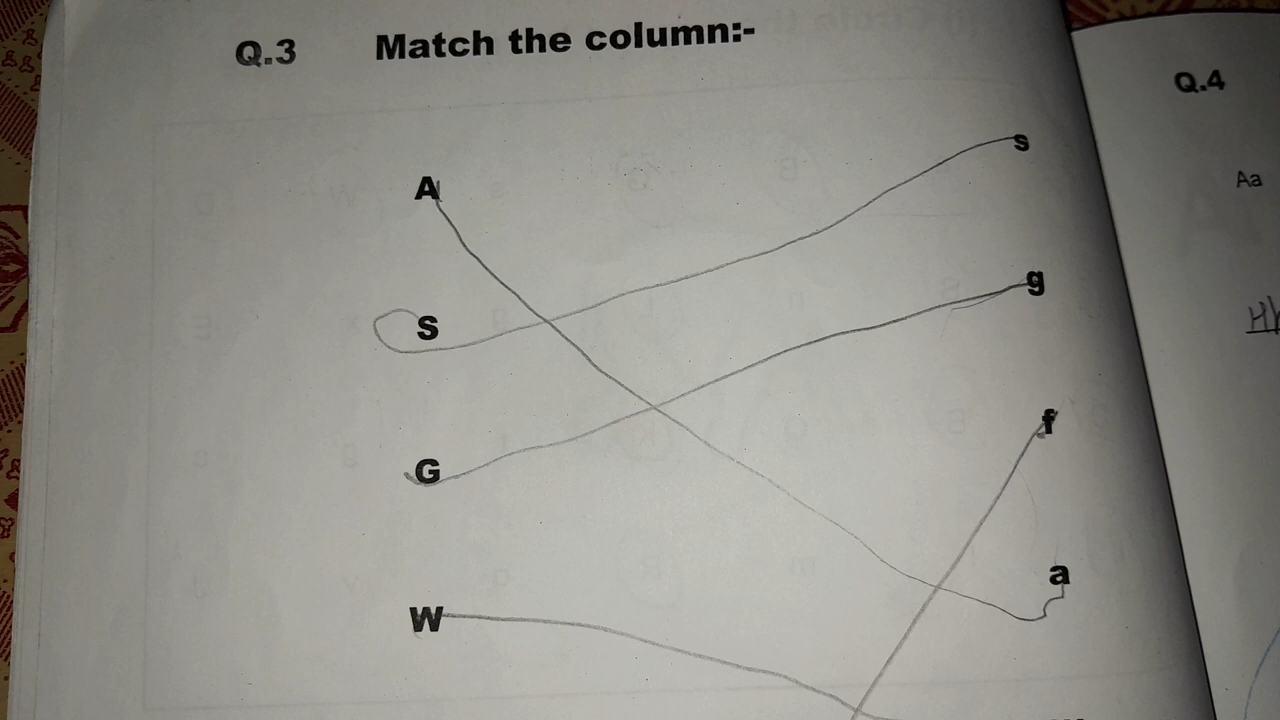 Q.3 Match the column:-
A s
S g
G f
W a
Q.4
Aa